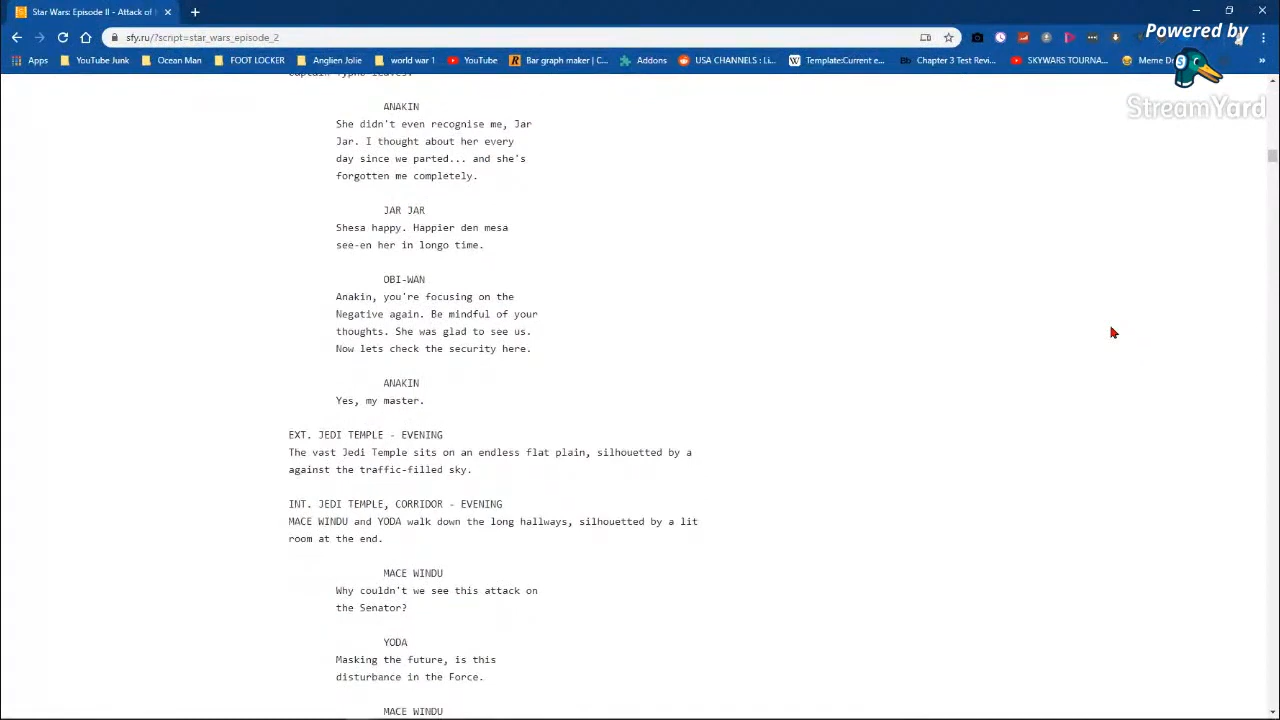 Star Wars: Episode II - Attack of
sfy.ru/?script=star_wars_episode_2
Powered by
StreamYard
Apps
YouTube Junk
Ocean Man
FOOT LOCKER
Anglien Jolie
world war 1
YouTube
Bar graph maker | C...
Addons
USA CHANNELS : Li...
Template:Current e...
Chapter 3 Test Revi...
SKYWARS TOURNA...
Meme De
ANAKIN
She didn't even recognise me, Jar
Jar. I thought about her every
day since we parted... and she's
forgotten me completely.
JAR JAR
Shesa happy. Happier den mesa
see-en her in longo time.
OBI-WAN
Anakin, you're focusing on the
Negative again. Be mindful of your
thoughts. She was glad to see us.
Now lets check the security here.
ANAKIN
Yes, my master.
EXT. JEDI TEMPLE - EVENING
The vast Jedi Temple sits on an endless flat plain, silhouetted by a
against the traffic-filled sky.
INT. JEDI TEMPLE, CORRIDOR - EVENING
MACE WINDU and YODA walk down the long hallways, silhouetted by a lit
room at the end.
MACE WINDU
Why couldn't we see this attack on
the Senator?
YODA
Masking the future, is this
disturbance in the Force.
MACE WINDU